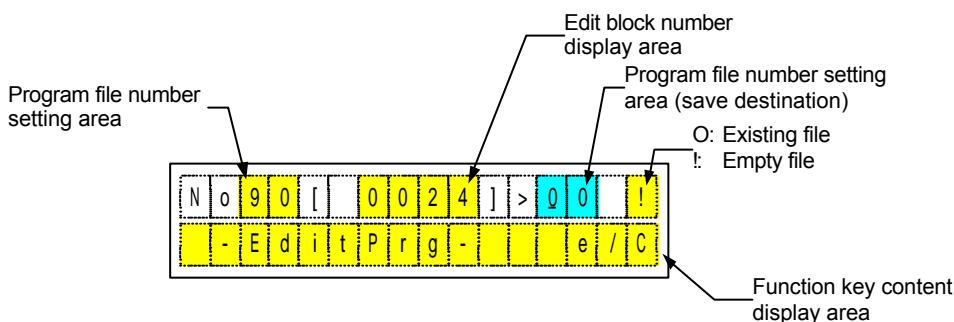 Edit block number
display area
Program file number setting
area (save destination)
Program file number
setting area
O: Existing file
!: Empty file
No90[ 0024]>00 !
-EditPrg- e/C
Function key content
display area